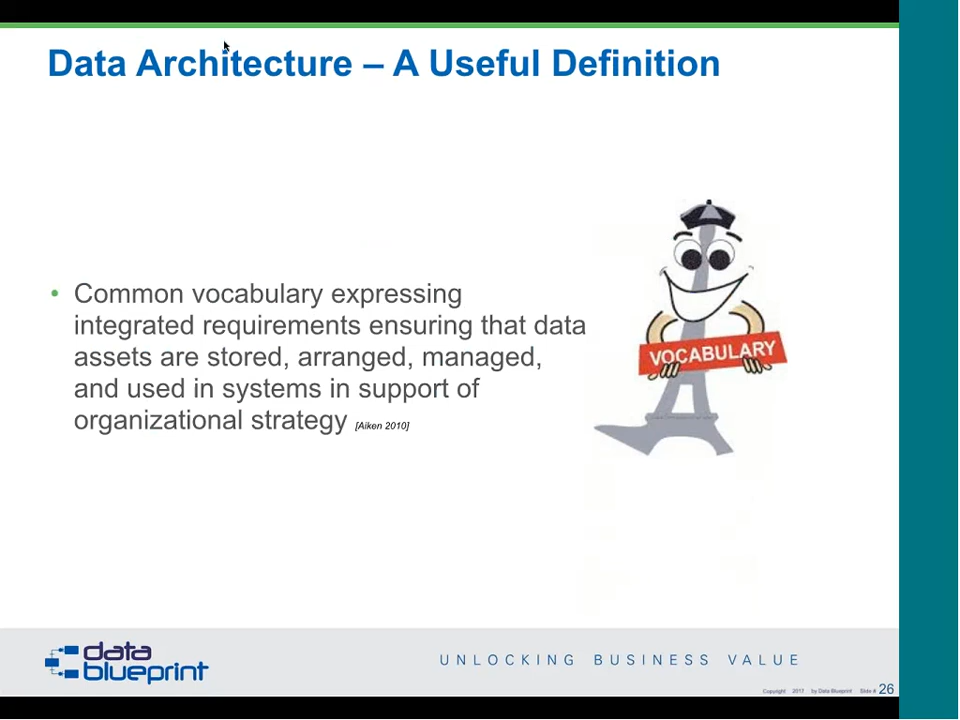 Data Architecture – A Useful Definition
• Common vocabulary expressing
integrated requirements ensuring that data
assets are stored, arranged, managed,
and used in systems in support of
organizational strategy [Aiken 2010]
VOCABULARY
data
blueprint
UNLOCKING BUSINESS VALUE
Copyright 2013 by Data Blueprint Slide # 26